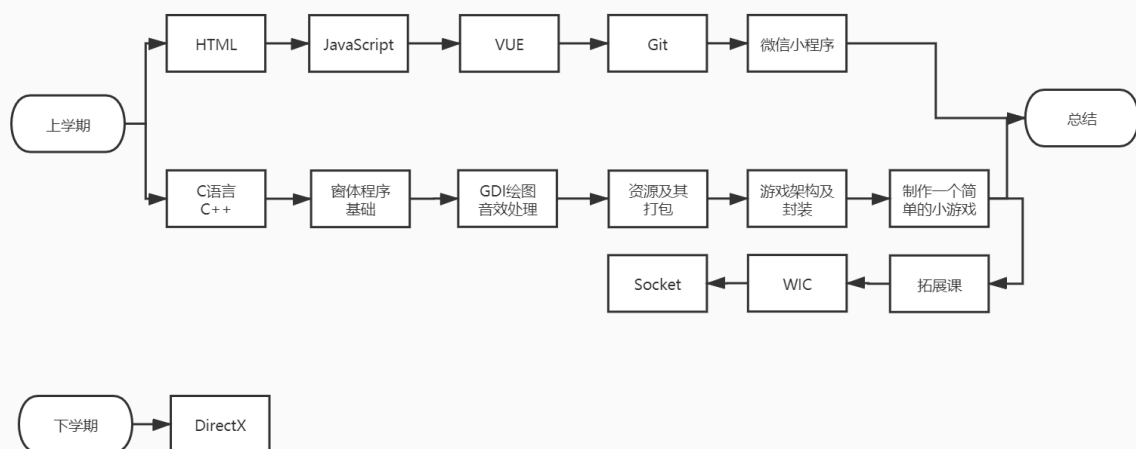 HTML
JavaScript
VUE
Git
微信小程序
上学期
总结
C语言
C++
窗体程序
基础
GDI绘图
音效处理
资源及其
打包
游戏架构及
封装
制作一个简
单的小游戏
Socket
WIC
拓展课
下学期
DirectX